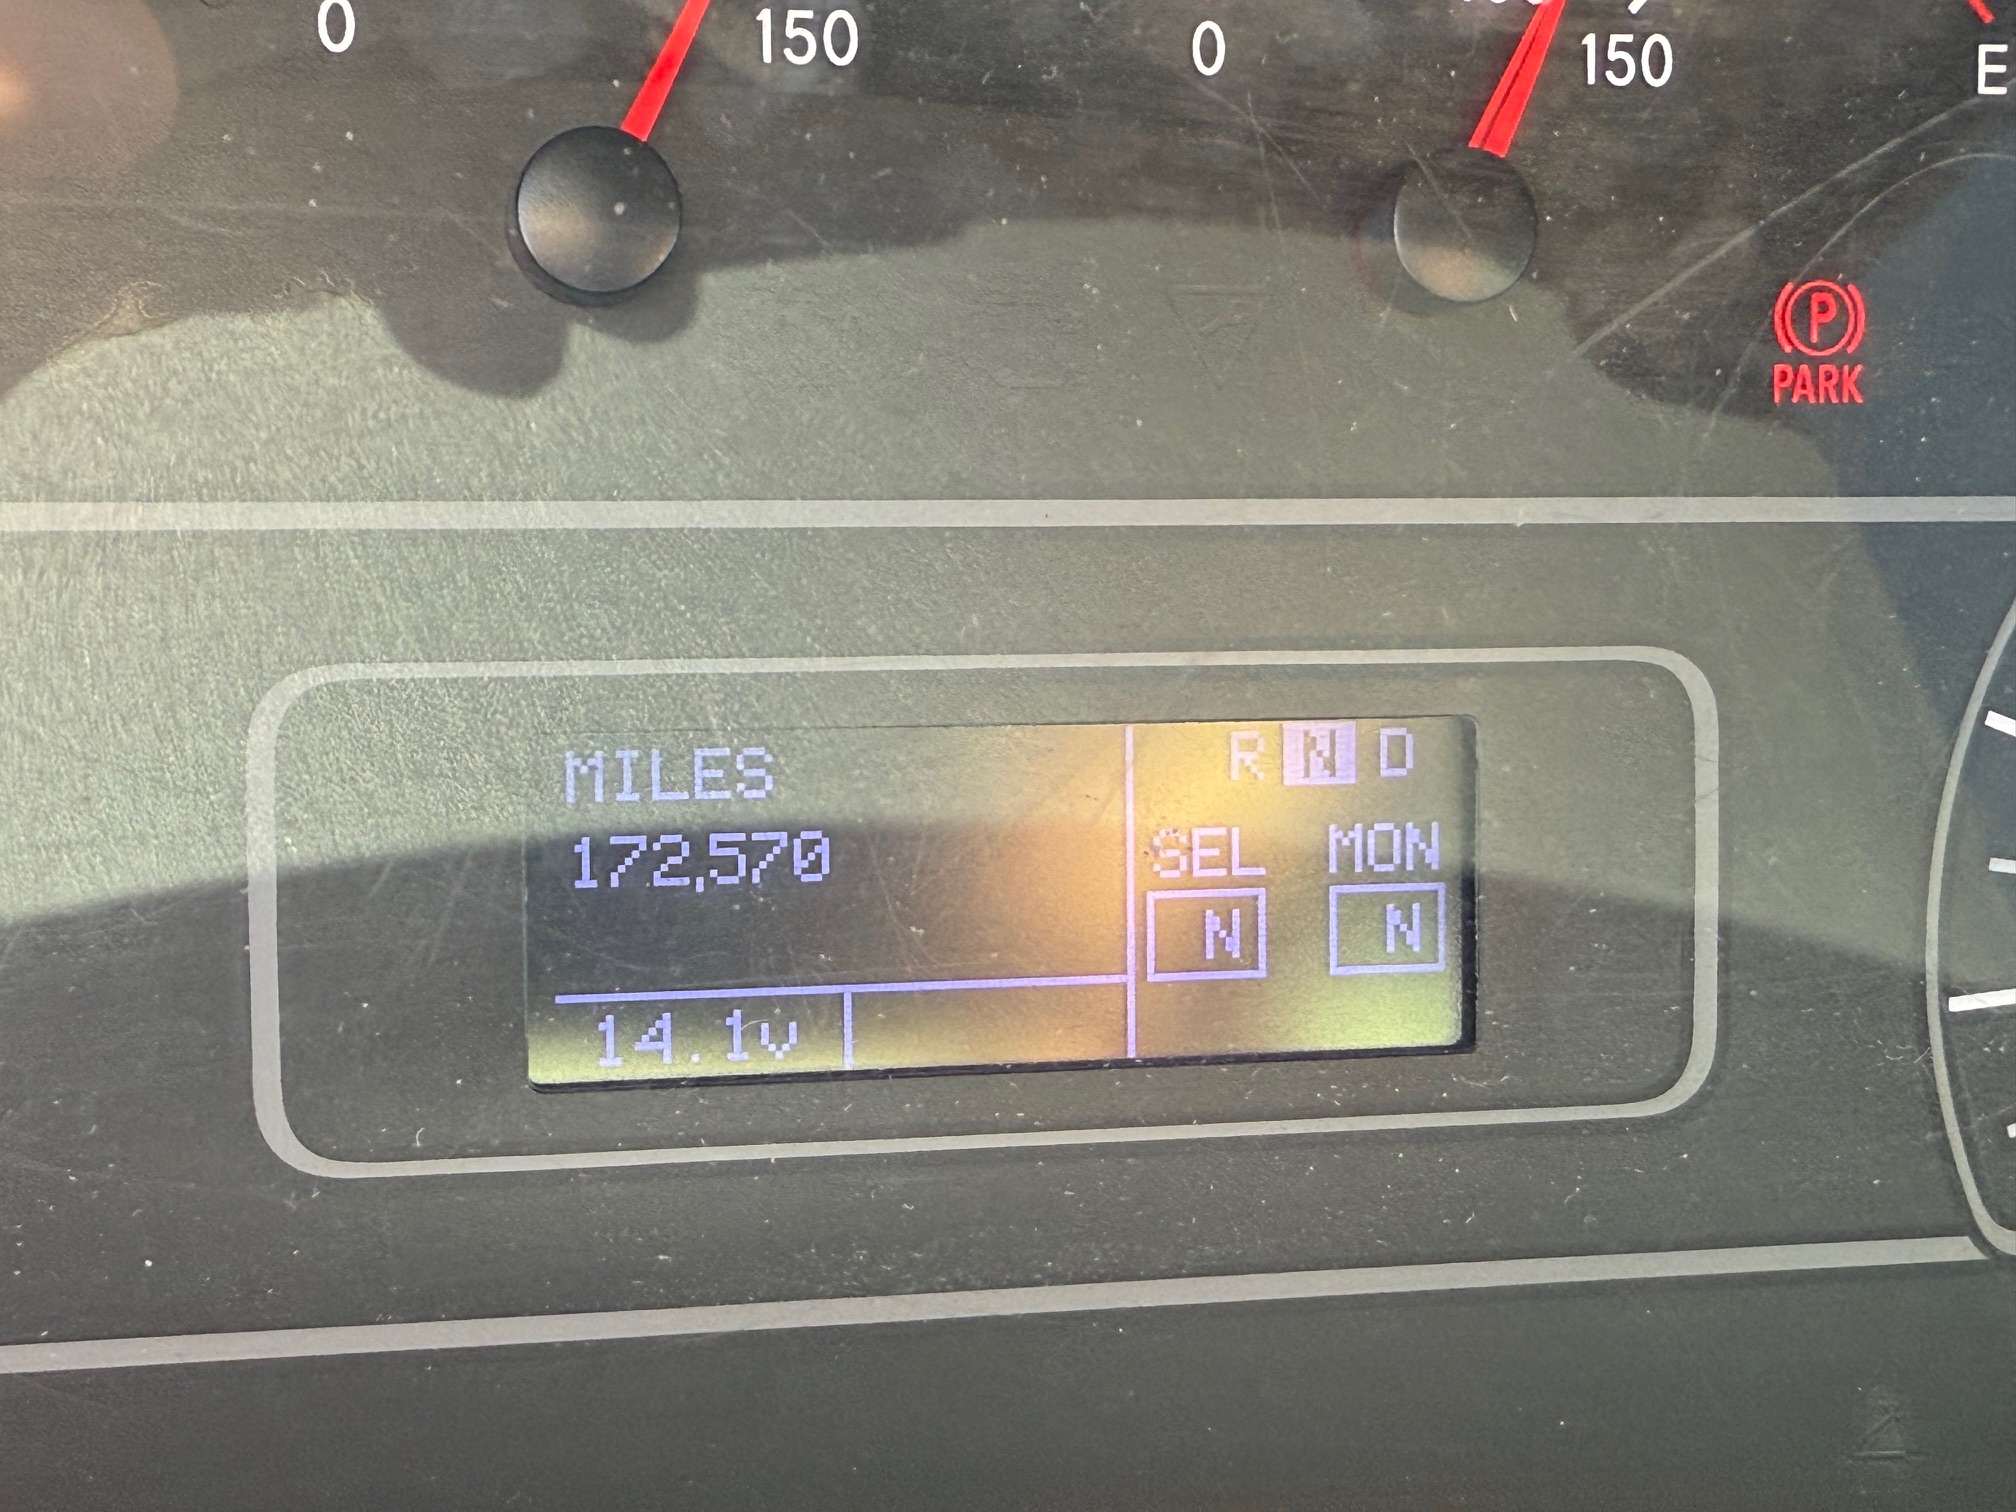 0 150 0 150 E
P
PARK
MILES
172,570
R N D
SEL MON
N N
14.1v